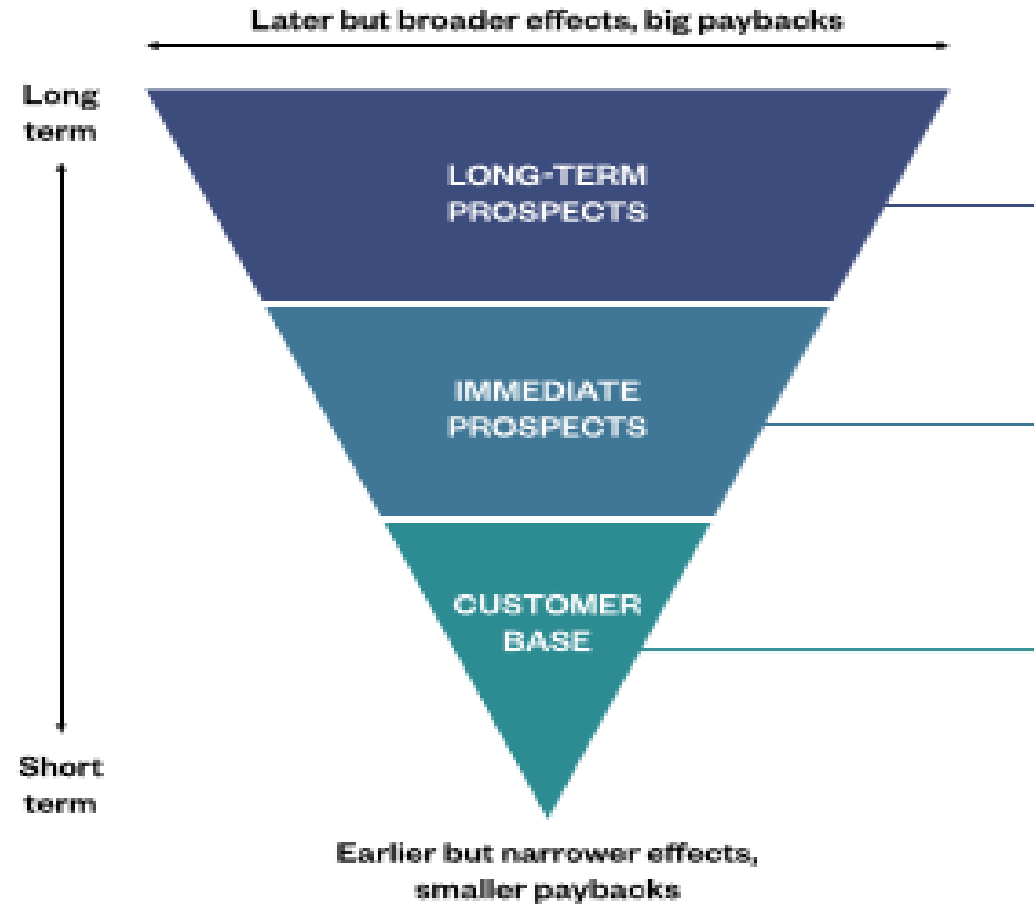 Later but broader effects, big paybacks
Long
term
LONG-TERM
PROSPECTS
IMMEDIATE
PROSPECTS
CUSTOMER
BASE
Short
term
Earlier but narrower effects,
smaller paybacks